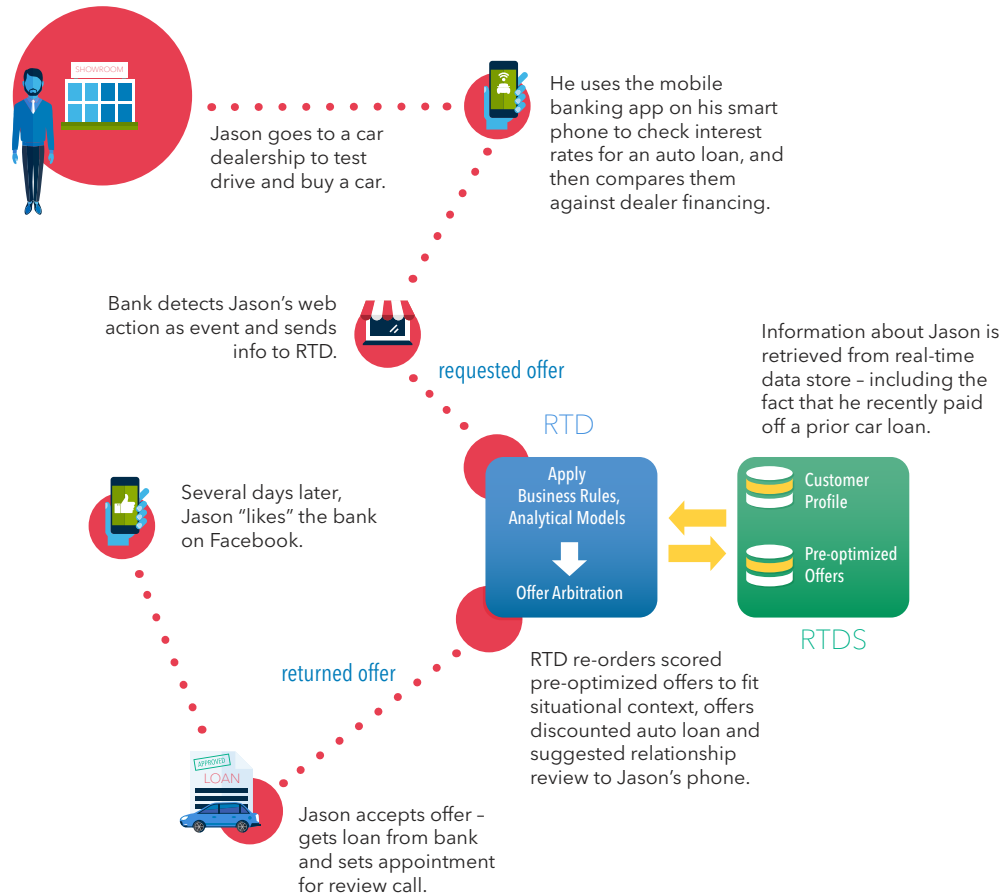 SHOWROOM
Jason goes to a car
dealership to test
drive and buy a car.
He uses the mobile
banking app on his smart
phone to check interest
rates for an auto loan, and
then compares them
against dealer financing.
Bank detects Jason’s web
action as event and sends
info to RTD.
requested offer
RTD
Apply
Business Rules,
Analytical Models
Offer Arbitration
Information about Jason is
retrieved from real-time
data store – including the
fact that he recently paid
off a prior car loan.
Customer
Profile
Pre-optimized
Offers
RTDS
RTD re-orders scored
pre-optimized offers to fit
situational context, offers
discounted auto loan and
suggested relationship
review to Jason’s phone.
returned offer
APPROVED
LOAN
Jason accepts offer –
gets loan from bank
and sets appointment
for review call.
Several days later,
Jason “likes” the bank
on Facebook.